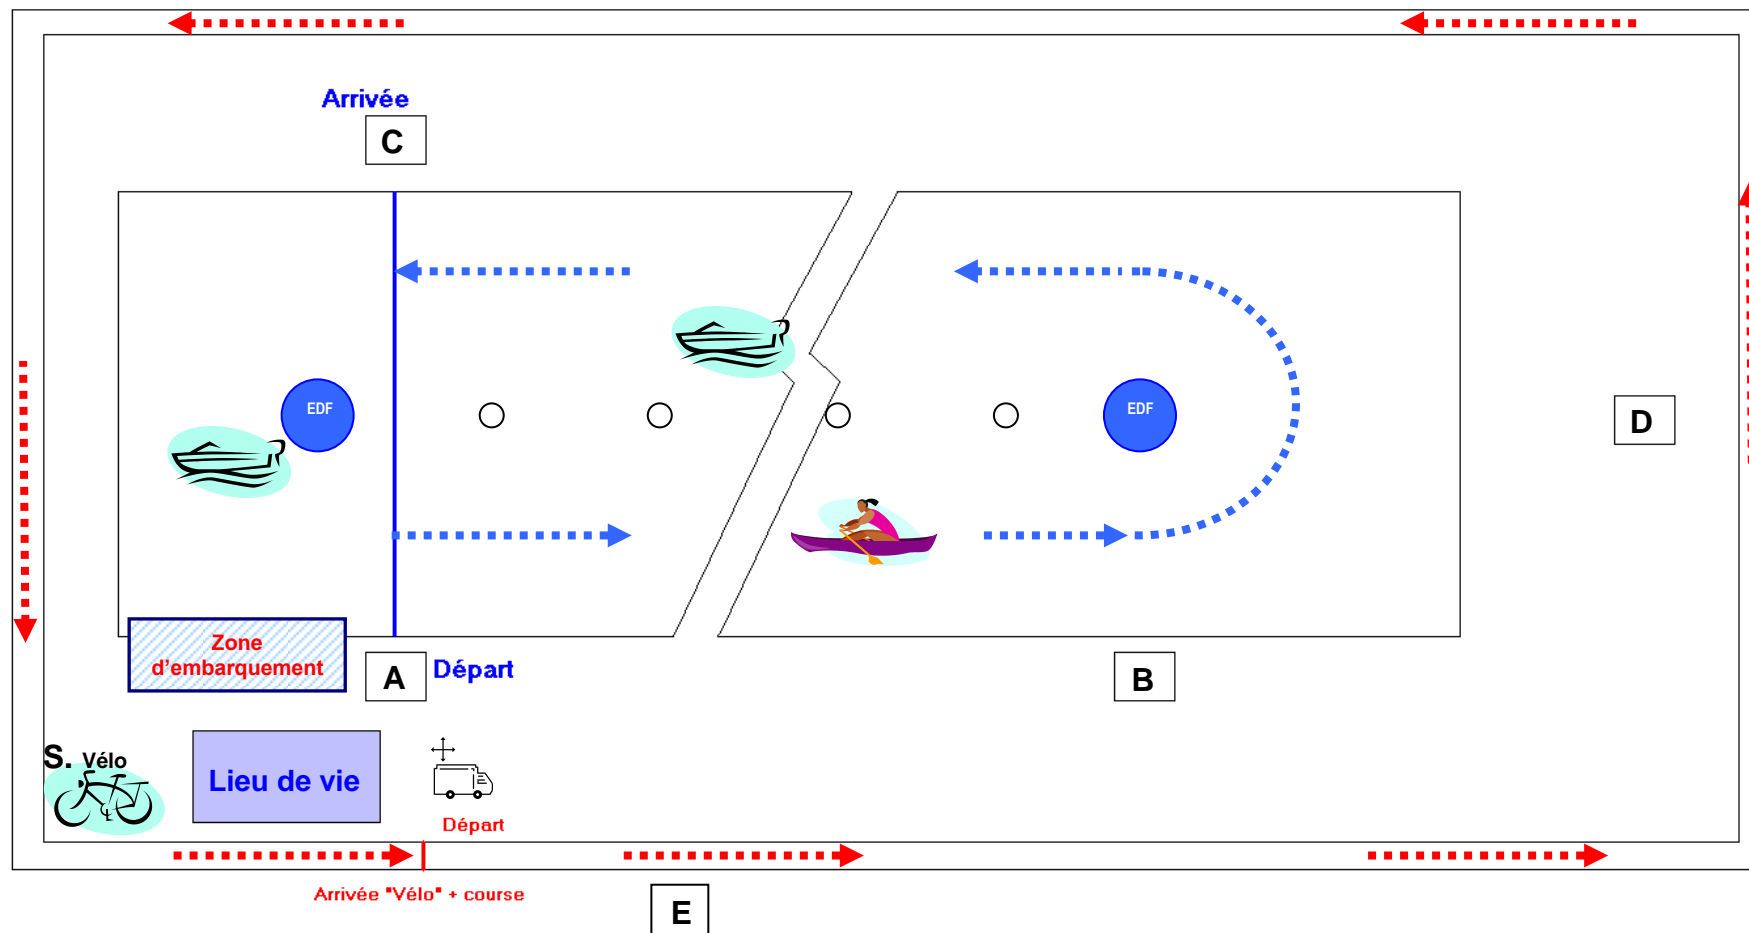 Arrivée
C
EDF
EDF
D
Zone
d'embarquement
A
Départ
B
S. Vélo
Lieu de vie
Départ
Arrivée "Vélo" + course
E